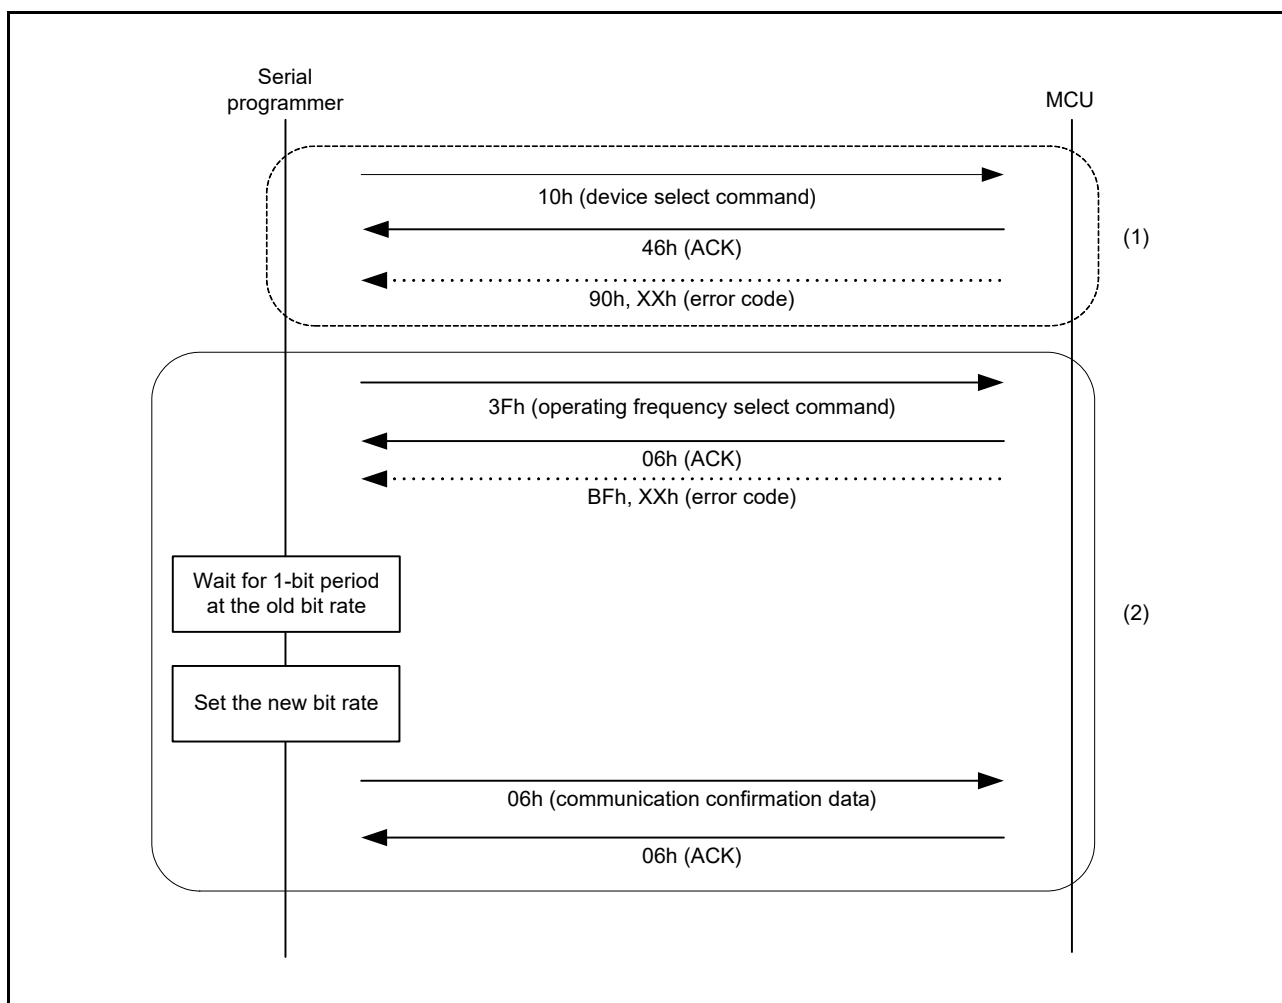 Serial
programmer
MCU
10h (device select command)
46h (ACK)
90h, XXh (error code)
(1)
3Fh (operating frequency select command)
06h (ACK)
BFh, XXh (error code)
Wait for 1-bit period
at the old bit rate
(2)
Set the new bit rate
06h (communication confirmation data)
06h (ACK)